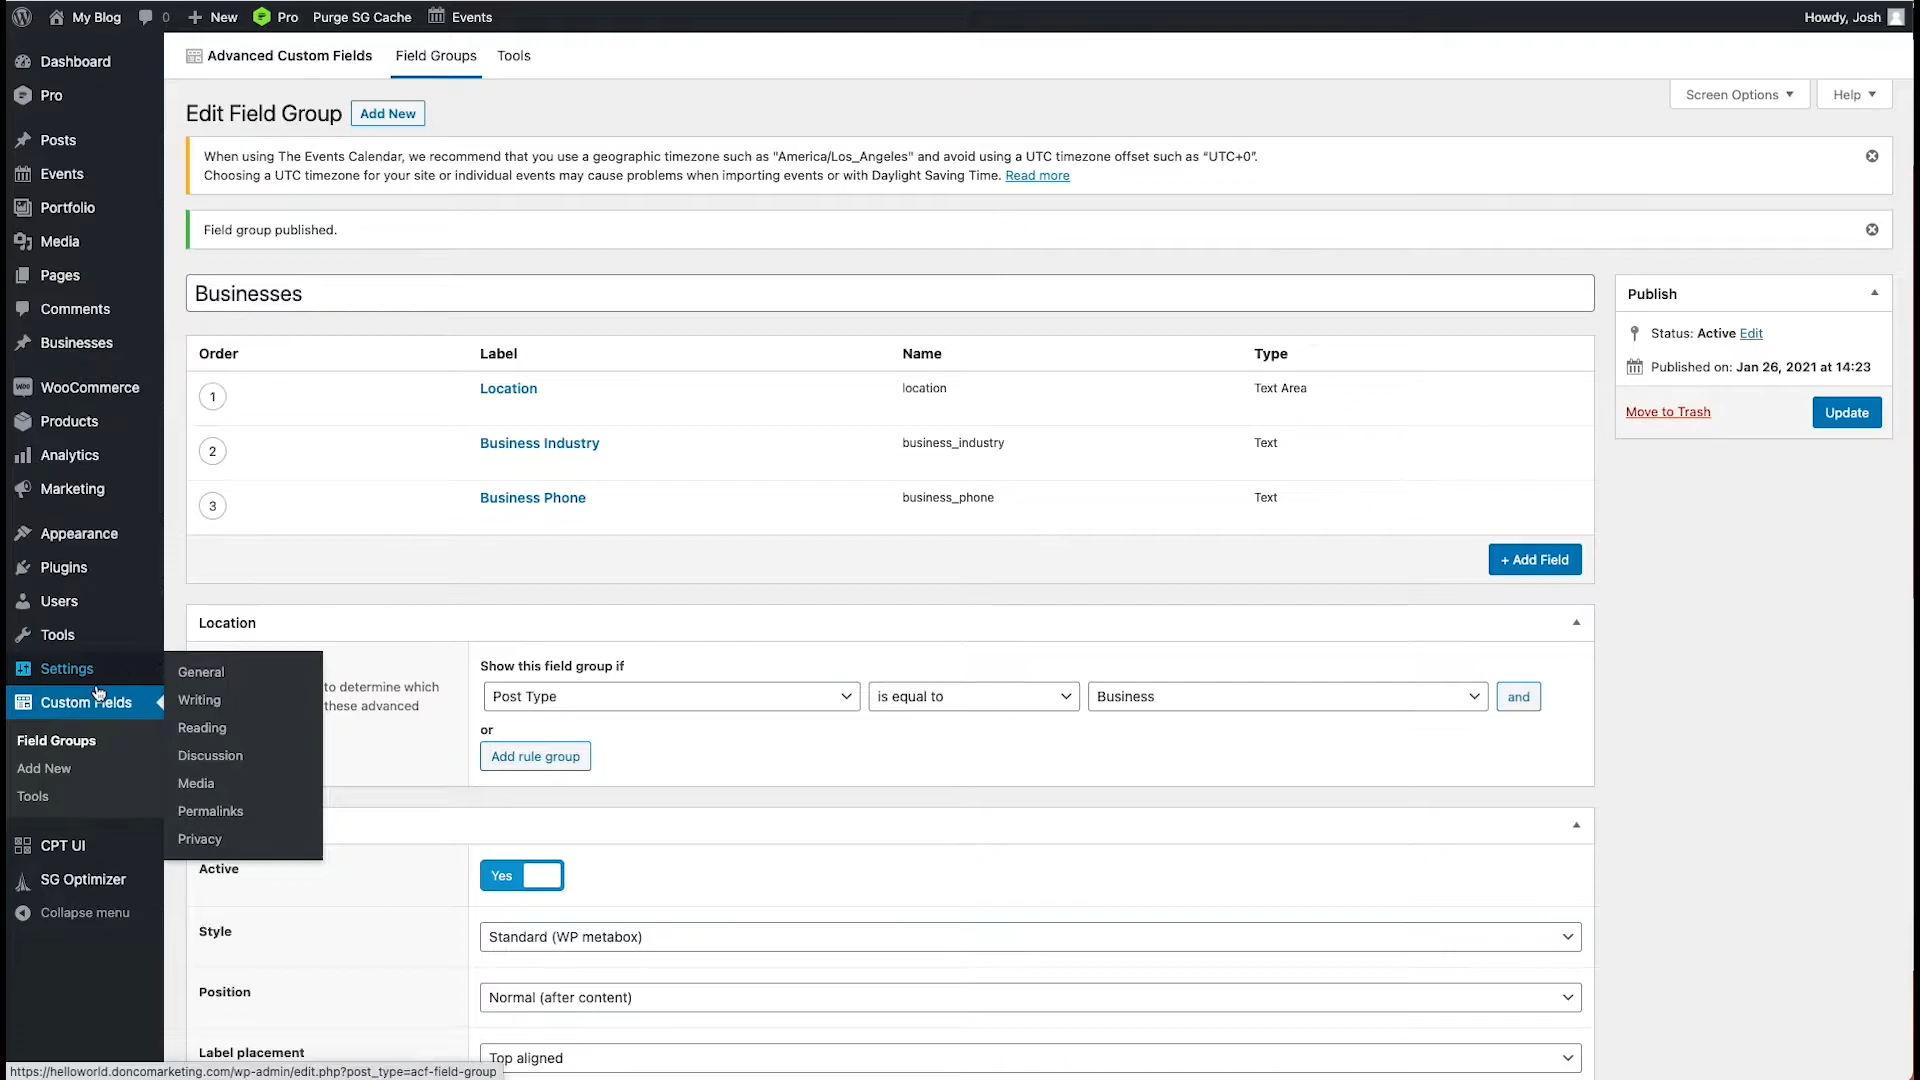 My Blog
0
New
Pro
Purge SG Cache
Events
Howdy, Josh
Dashboard
Pro
Posts
Events
Portfolio
Media
Pages
Comments
Businesses
WooCommerce
Products
Analytics
Marketing
Appearance
Plugins
Users
Tools
Settings
Custom Fields
Field Groups
Add New
Tools
CPT UI
SG Optimizer
Collapse menu
General
Writing
Reading
Discussion
Media
Permalinks
Privacy
Advanced Custom Fields
Field Groups
Tools
Screen Options
Help
Edit Field Group
Add New
When using The Events Calendar, we recommend that you use a geographic timezone such as "America/Los_Angeles" and avoid using a UTC timezone offset such as “UTC+0”.
Choosing a UTC timezone for your site or individual events may cause problems when importing events or with Daylight Saving Time. Read more
Field group published.
Businesses
Order Label Name Type
1 Location location Text Area
2 Business Industry business_industry Text
3 Business Phone business_phone Text
+ Add Field
Publish
Status: Active Edit
Published on: Jan 26, 2021 at 14:23
Move to Trash
Update
Location
to determine which
these advanced
Show this field group if
Post Type
is equal to
Business
and
or
Add rule group
Active
Yes
Style
Standard (WP metabox)
Position
Normal (after content)
Label placement
Top aligned
https://helloworld.doncomarketing.com/wp-admin/edit.php?post_type=acf-field-group